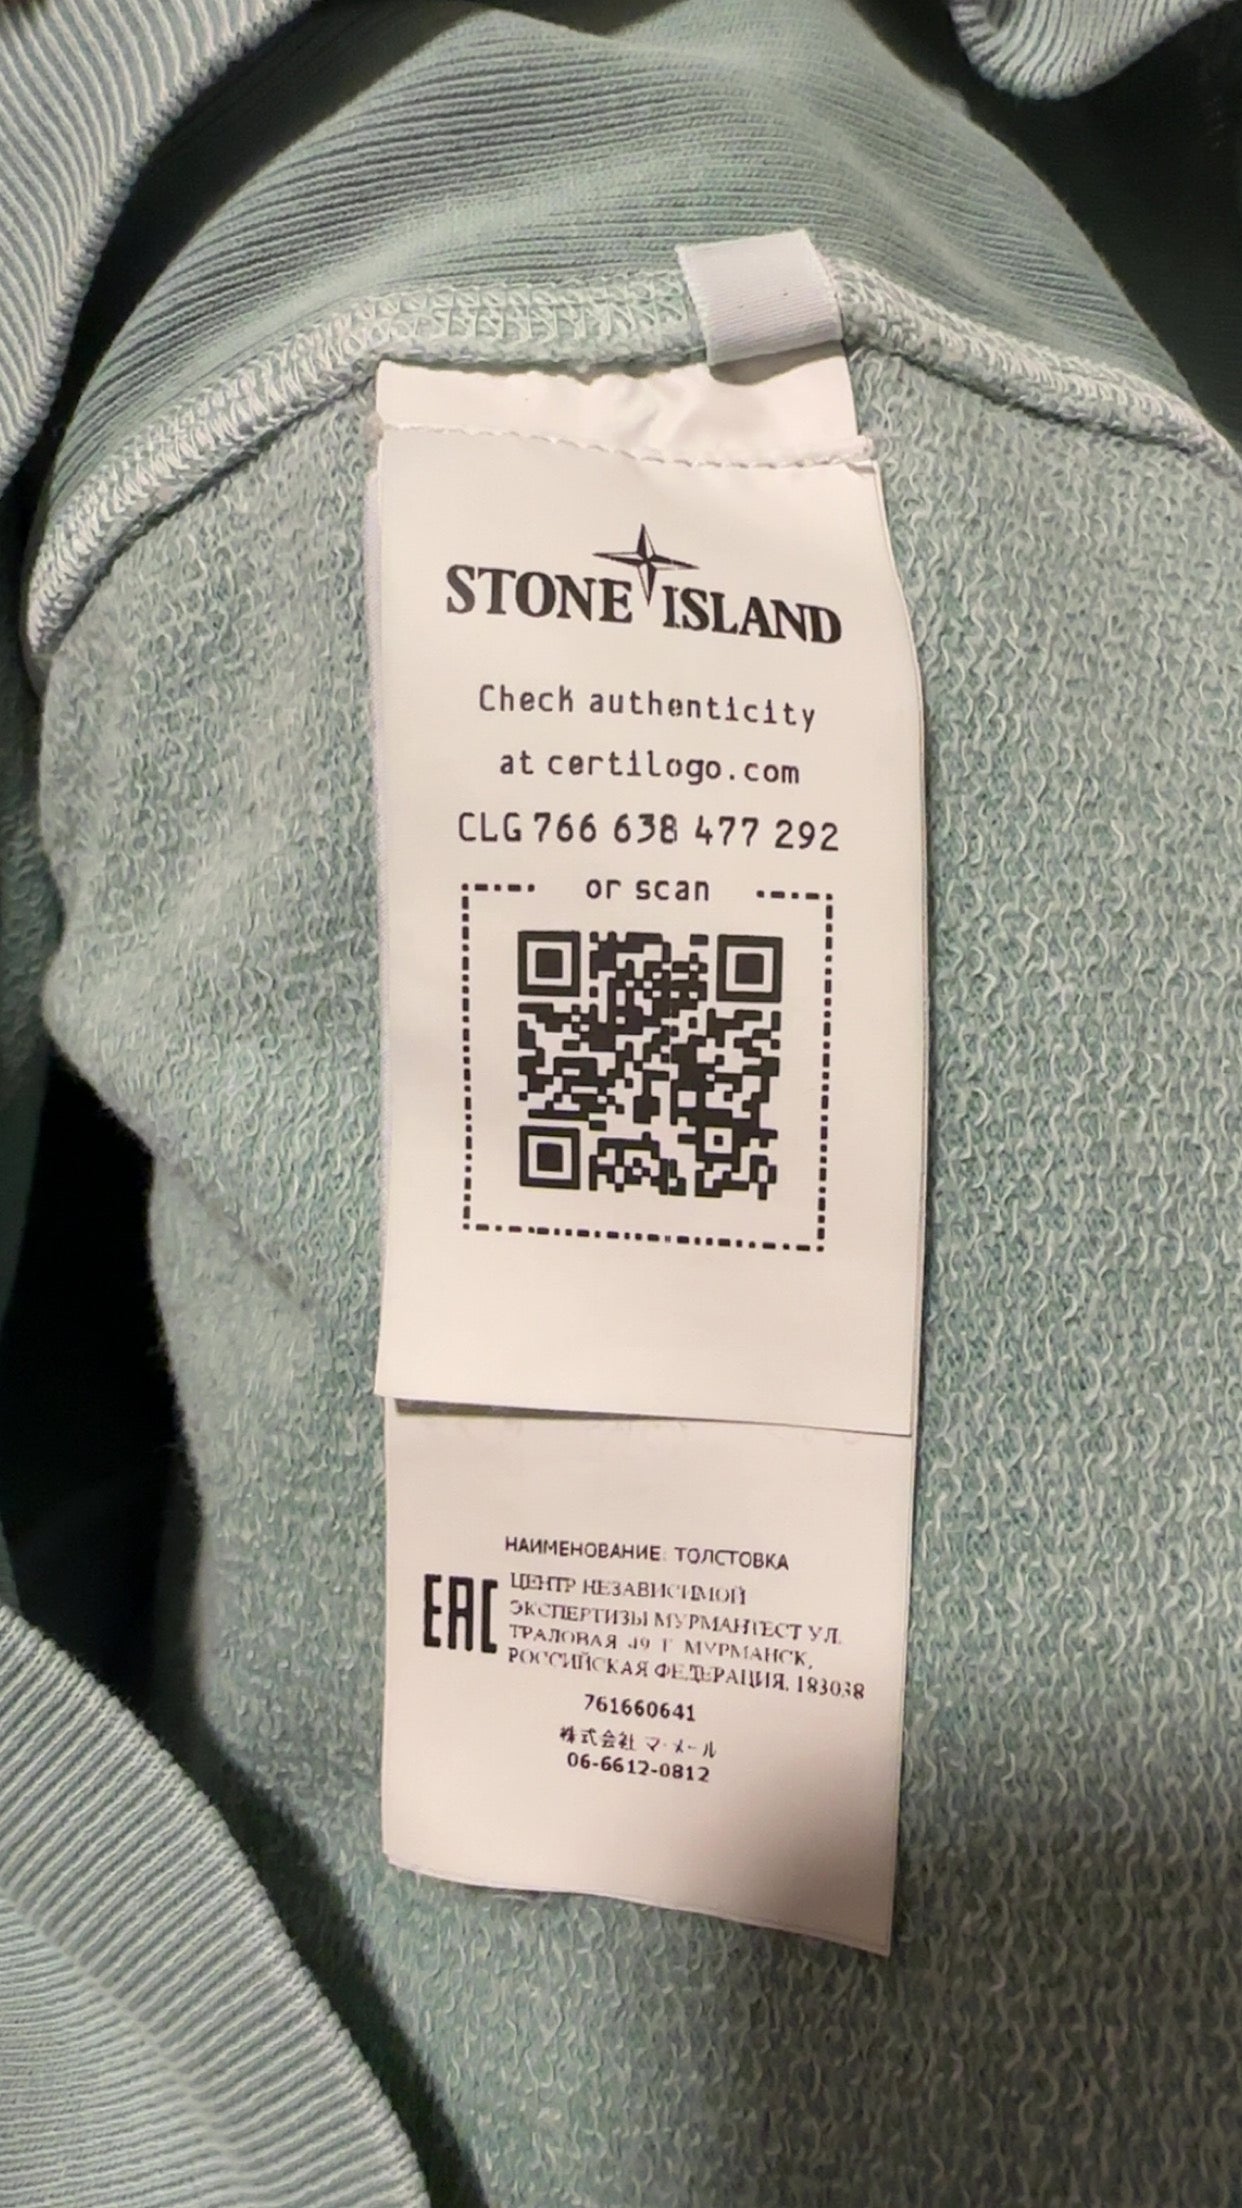 STONE ISLAND
Check authenticity
at certilogo.com
CLG 766 638 477 292
or scan
НАИМЕНОВАНИЕ: ТОЛСТОВКА
EAC
ЦЕНТР НЕЗАВИСИМОЙ
ЭКСПЕРТИЗЫ МУРМАНТЕСТ УЛ.
ТРАЛОВАЯ 49 Г МУРМАНСК,
РОССИЙСКАЯ ФЕДЕРАЦИЯ, 183038
761660641
株式会社 マ・メール
06-6612-0812